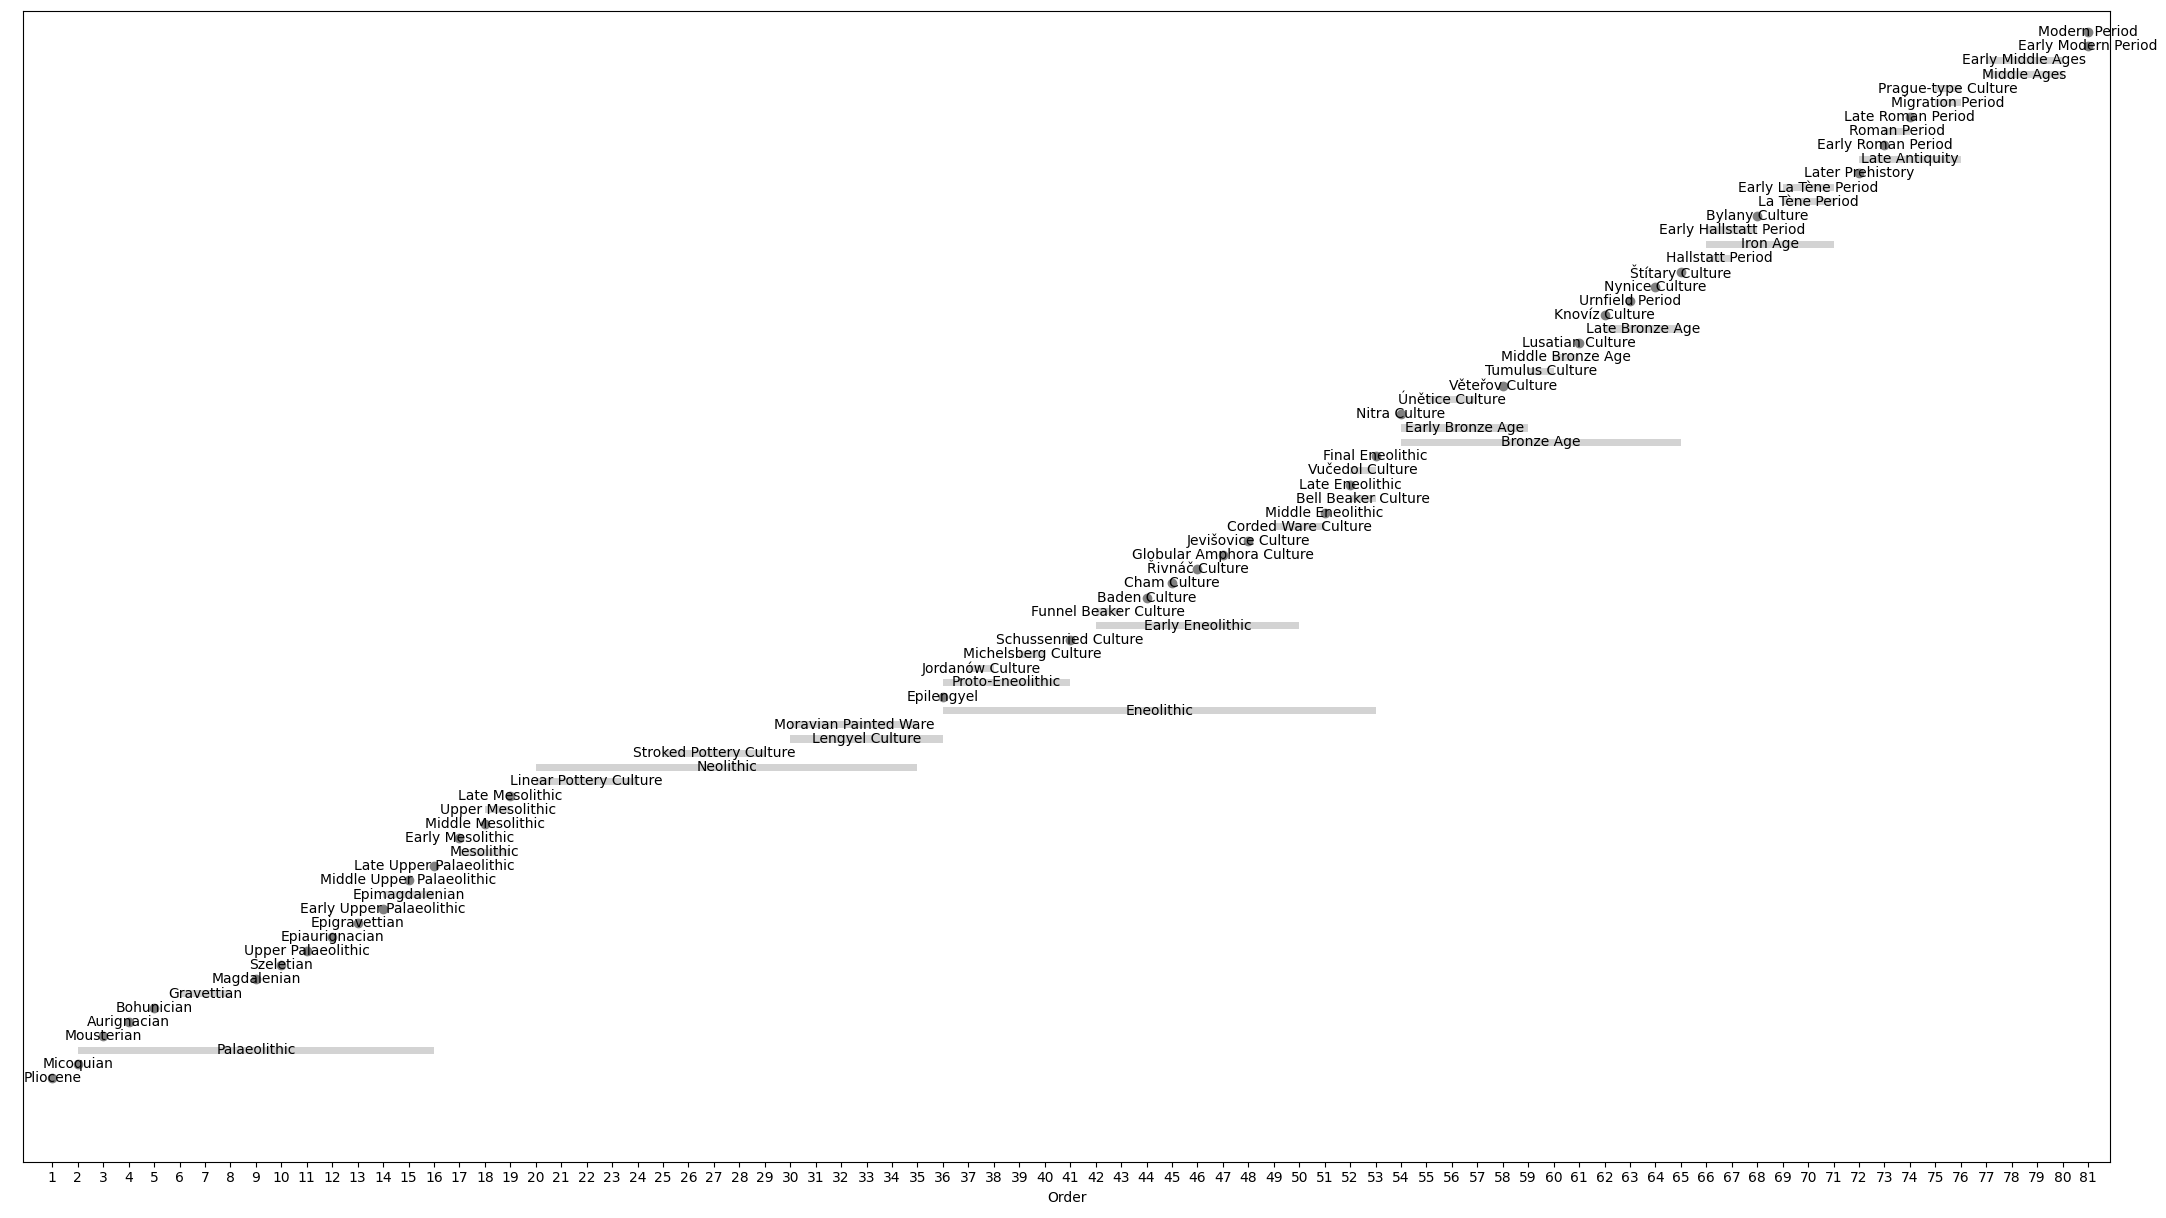 Modern Period
Early Modern Period
Early Middle Ages
Middle Ages
Prague-type Culture
Migration Period
Late Roman Period
Roman Period
Early Roman Period
Late Antiquity
Later Prehistory
Early La Tène Period
La Tène Period
Bylany Culture
Early Hallstatt Period
Iron Age
Hallstatt Period
Štítary Culture
Nynice Culture
Urnfield Period
Knovíz Culture
Late Bronze Age
Lusatian Culture
Middle Bronze Age
Tumulus Culture
Věteřov Culture
Únětice Culture
Nitra Culture
Early Bronze Age
Bronze Age
Final Eneolithic
Vučedol Culture
Late Eneolithic
Bell Beaker Culture
Middle Eneolithic
Corded Ware Culture
Jevišovice Culture
Globular Amphora Culture
Řivnáč Culture
Cham Culture
Baden Culture
Funnel Beaker Culture
Early Eneolithic
Schussenried Culture
Michelsberg Culture
Jordanów Culture
Proto-Eneolithic
Epilengyel
Eneolithic
Moravian Painted Ware
Lengyel Culture
Stroked Pottery Culture
Neolithic
Linear Pottery Culture
Late Mesolithic
Upper Mesolithic
Middle Mesolithic
Early Mesolithic
Mesolithic
Late Upper Palaeolithic
Middle Upper Palaeolithic
Epimagdalenian
Early Upper Palaeolithic
Epigravettian
Epiaurignacian
Upper Palaeolithic
Szeletian
Magdalenian
Gravettian
Bohunician
Aurignacian
Mousterian
Palaeolithic
Micoquian
Pliocene
1 2 3 4 5 6 7 8 9 10 11 12 13 14 15 16 17 18 19 20 21 22 23 24 25 26 27 28 29 30 31 32 33 34 35 36 37 38 39 40 41 42 43 44 45 46 47 48 49 50 51 52 53 54 55 56 57 58 59 60 61 62 63 64 65 66 67 68 69 70 71 72 73 74 75 76 77 78 79 80 81
Order